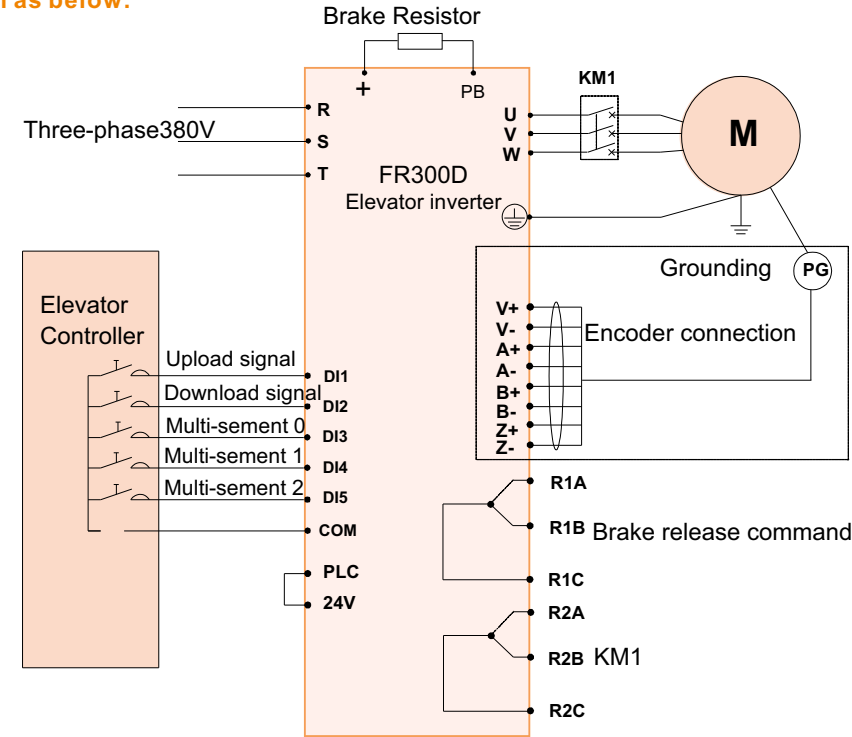 as below:
Brake Resistor
+
PB
KM1
R
Three-phase380V
S
T
U
V
W
M
FR300D
Elevator inverter
Grounding
PG
Elevator
Controller
V+
V-
Encoder connection
A+
A-
B+
B-
Z+
Z-
Upload signal
DI1
Download signal
DI2
Multi-sement 0
DI3
Multi-sement 1
DI4
Multi-sement 2
DI5
COM
PLC
24V
R1A
R1B
Brake release command
R1C
R2A
R2B
KM1
R2C